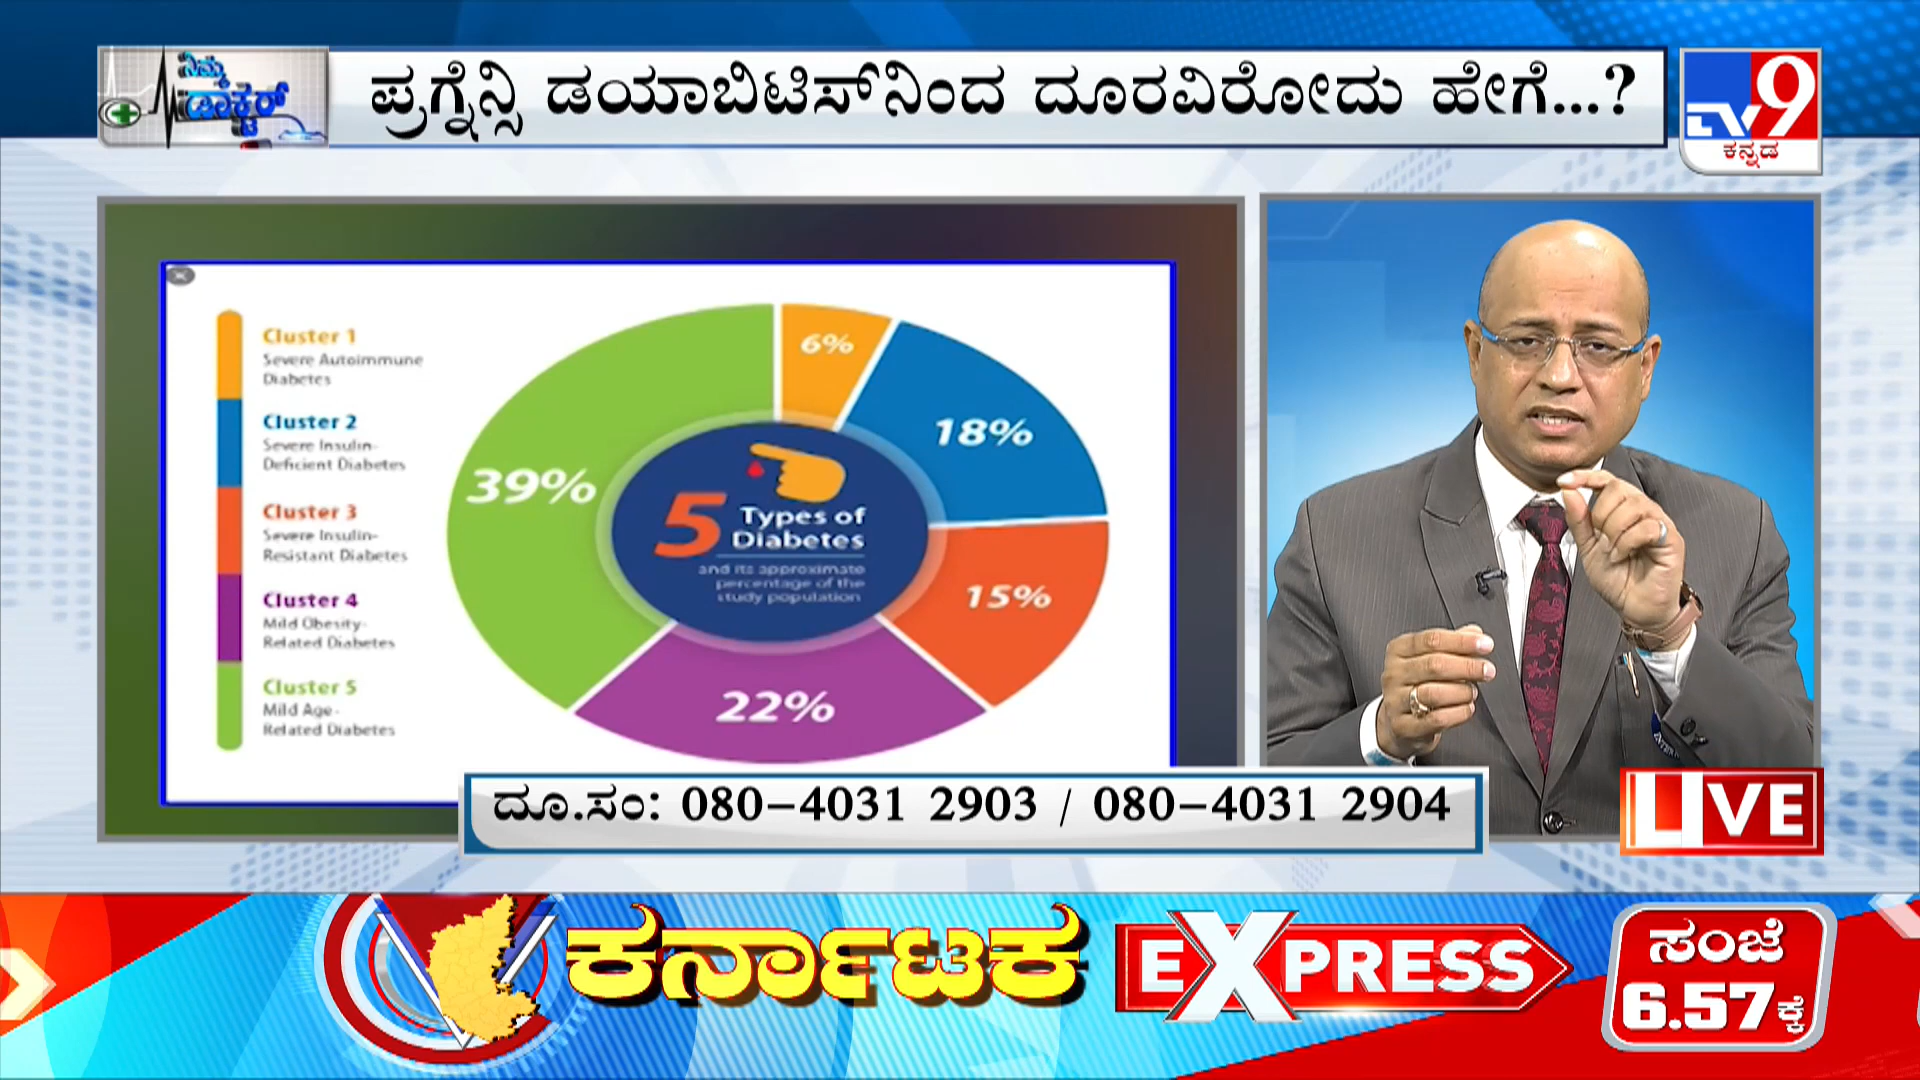 ನಿಮ್ಮ
ಡಾಕ್ಟರ್
ಪ್ರಗ್ನೆನ್ಸಿ ಡಯಾಬಿಟಿಸ್‌ನಿಂದ ದೂರವಿರೋದು ಹೇಗೆ...?
TV9
ಕನ್ನಡ
Cluster 1
Severe Autoimmune
Diabetes
Cluster 2
Severe Insulin-
Deficient Diabetes
Cluster 3
Severe Insulin-
Resistant Diabetes
Cluster 4
Mild Obesity-
Related Diabetes
Cluster 5
Mild Age-
Related Diabetes
6%
18%
15%
22%
39%
5 Types of
Diabetes
and its approximate
percentage of the
study population
ದೂ.ಸಂ: 080-4031 2903 / 080-4031 2904
LIVE
ಕರ್ನಾಟಕ EXPRESS
ಸಂಜೆ
6.57ಕ್ಕೆ